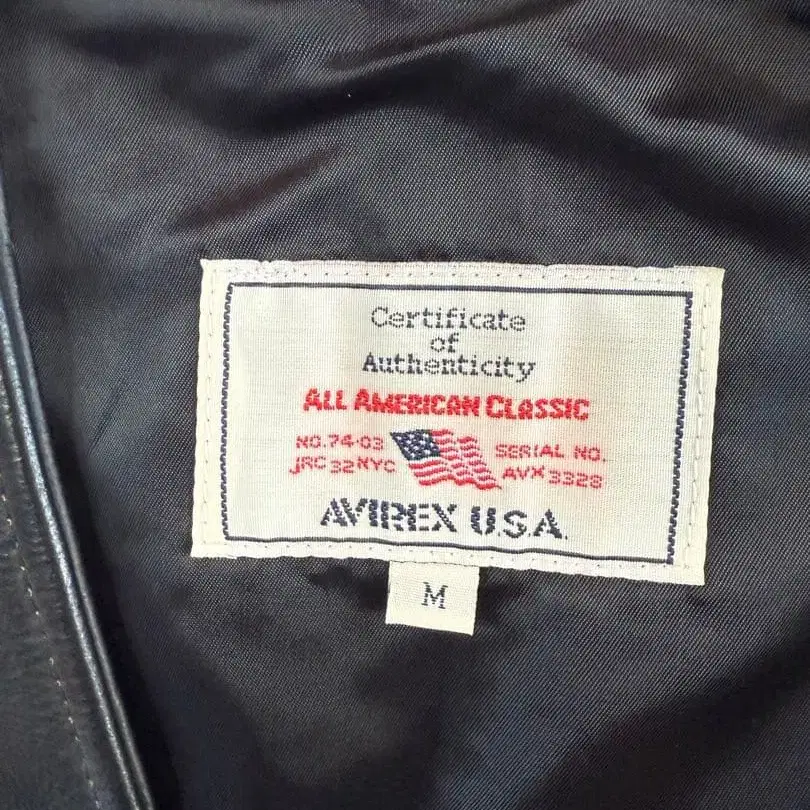 Certificate
of
Authenticity
ALL AMERICAN CLASSIC
NO.74-03 SERIAL NO.
JRC 32 NYC AVX 3328
AVIREX U.S.A.
M